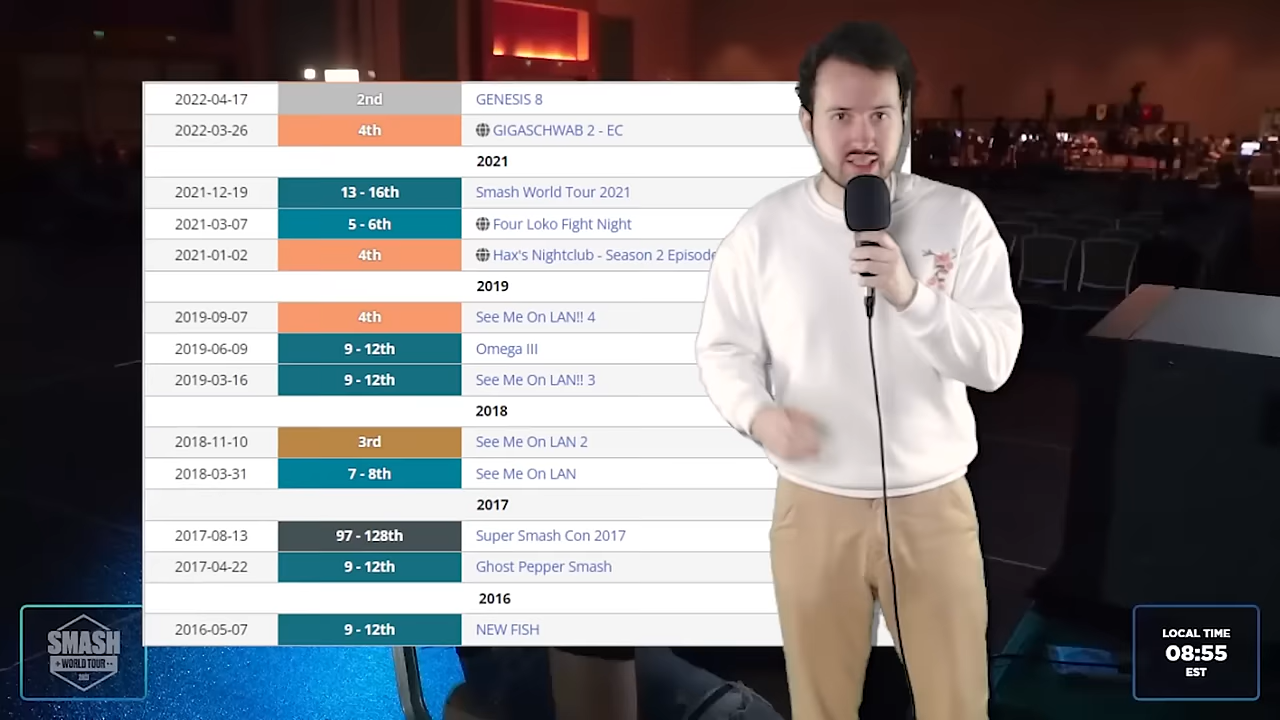 2022-04-17 2nd GENESIS 8
2022-03-26 4th GIGASCHWAB 2 - EC
2021
2021-12-19 13 - 16th Smash World Tour 2021
2021-03-07 5 - 6th Four Loko Fight Night
2021-01-02 4th Hax's Nightclub - Season 2 Episode
2019
2019-09-07 4th See Me On LAN!! 4
2019-06-09 9 - 12th Omega III
2019-03-16 9 - 12th See Me On LAN!! 3
2018
2018-11-10 3rd See Me On LAN 2
2018-03-31 7 - 8th See Me On LAN
2017
2017-08-13 97 - 128th Super Smash Con 2017
2017-04-22 9 - 12th Ghost Pepper Smash
2016
2016-05-07 9 - 12th NEW FISH
SMASH
WORLD TOUR
LOCAL TIME
08:55
EST